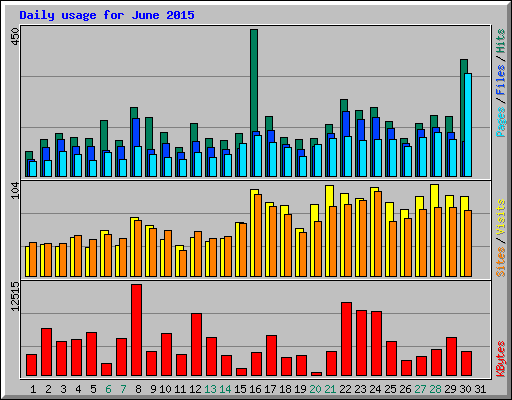 Daily usage for June 2015
450
Pages / Files / Hits
104
Sites / Visits
12515
KBytes
1 2 3 4 5 6 7 8 9 10 11 12 13 14 15 16 17 18 19 20 21 22 23 24 25 26 27 28 29 30 31